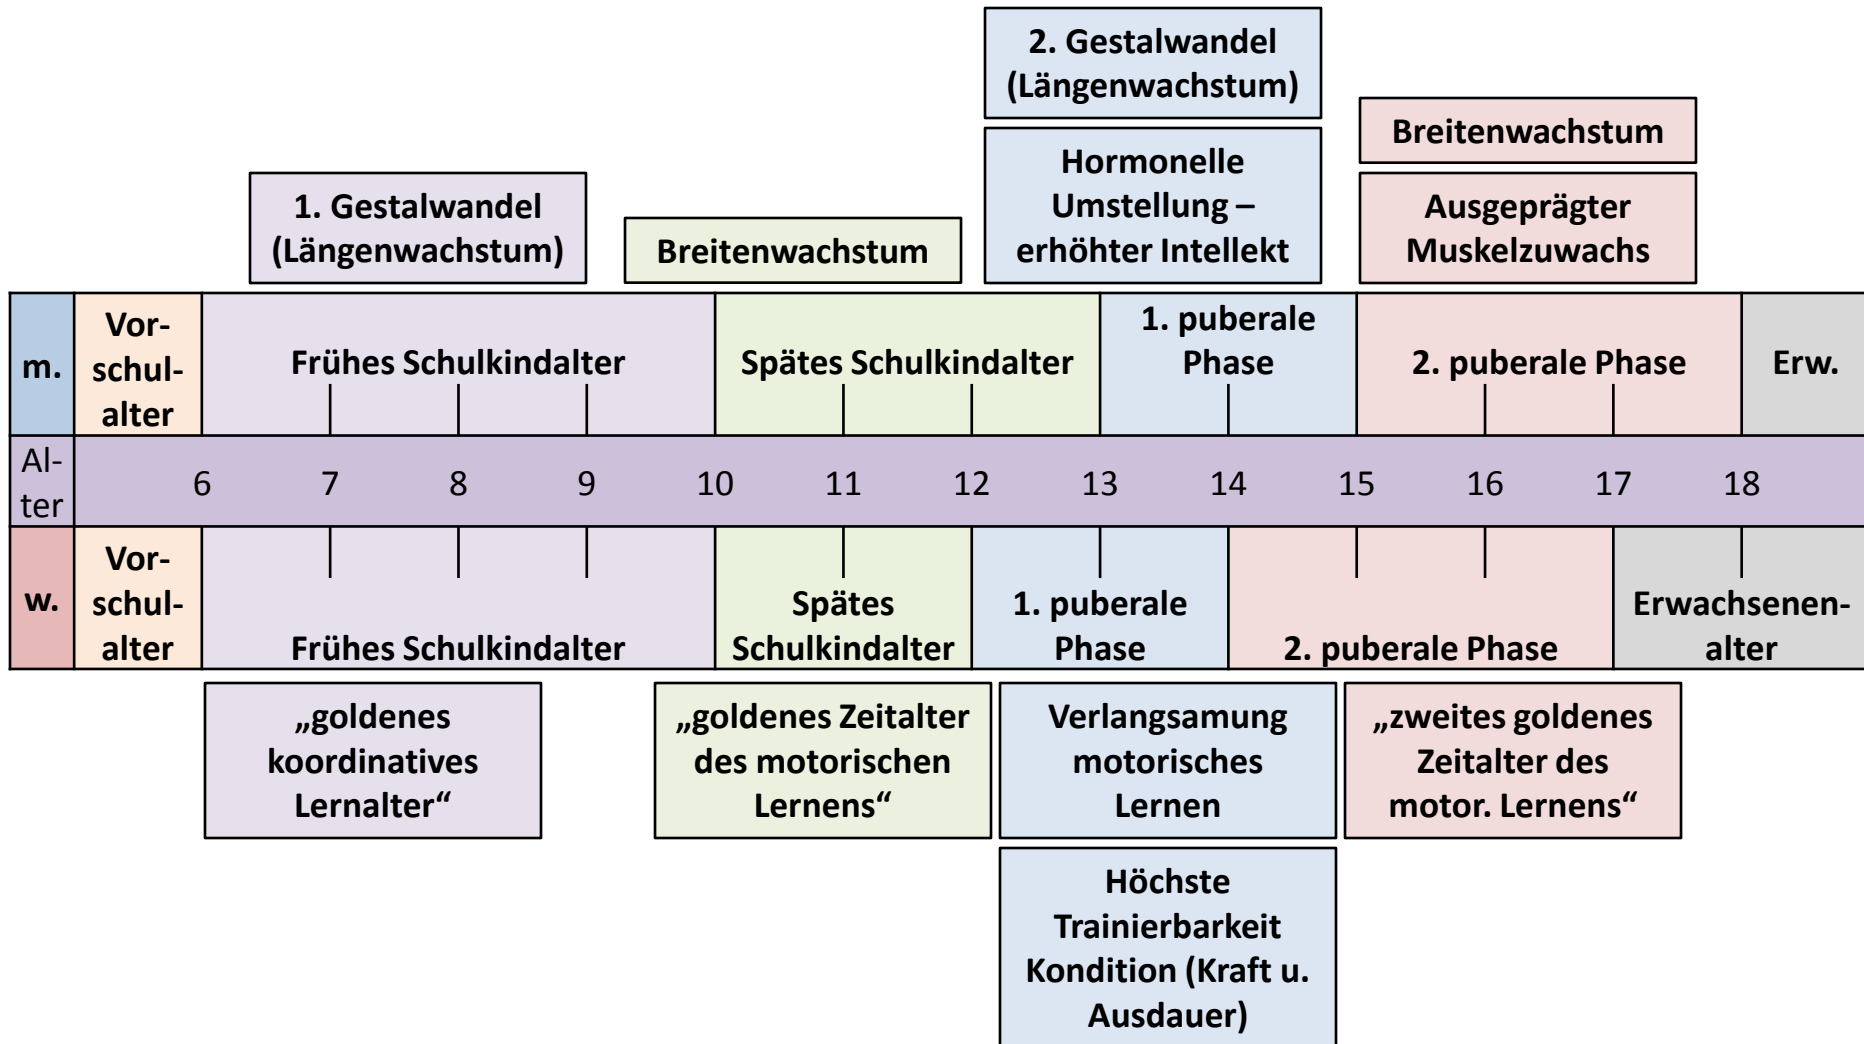 2. Gestalwandel
(Längenwachstum)
Hormonelle
Umstellung –
erhöhter Intellekt
Breitenwachstum
Ausgeprägter
Muskelzuwachs
1. Gestalwandel
(Längenwachstum)
Breitenwachstum
m.
Vor-
schul-
alter
Frühes Schulkindalter
Spätes Schulkindalter
1. puberale
Phase
2. puberale Phase
Erw.
Al-
ter
6 7 8 9 10 11 12 13 14 15 16 17 18
w.
Vor-
schul-
alter
Frühes Schulkindalter
Spätes
Schulkindalter
1. puberale
Phase
2. puberale Phase
Erwachsenen-
alter
„goldenes
koordinatives
Lernalter“
„goldenes Zeitalter
des motorischen
Lernens“
Verlangsamung
motorisches
Lernen
„zweites goldenes
Zeitalter des
motor. Lernens“
Höchste
Trainierbarkeit
Kondition (Kraft u.
Ausdauer)